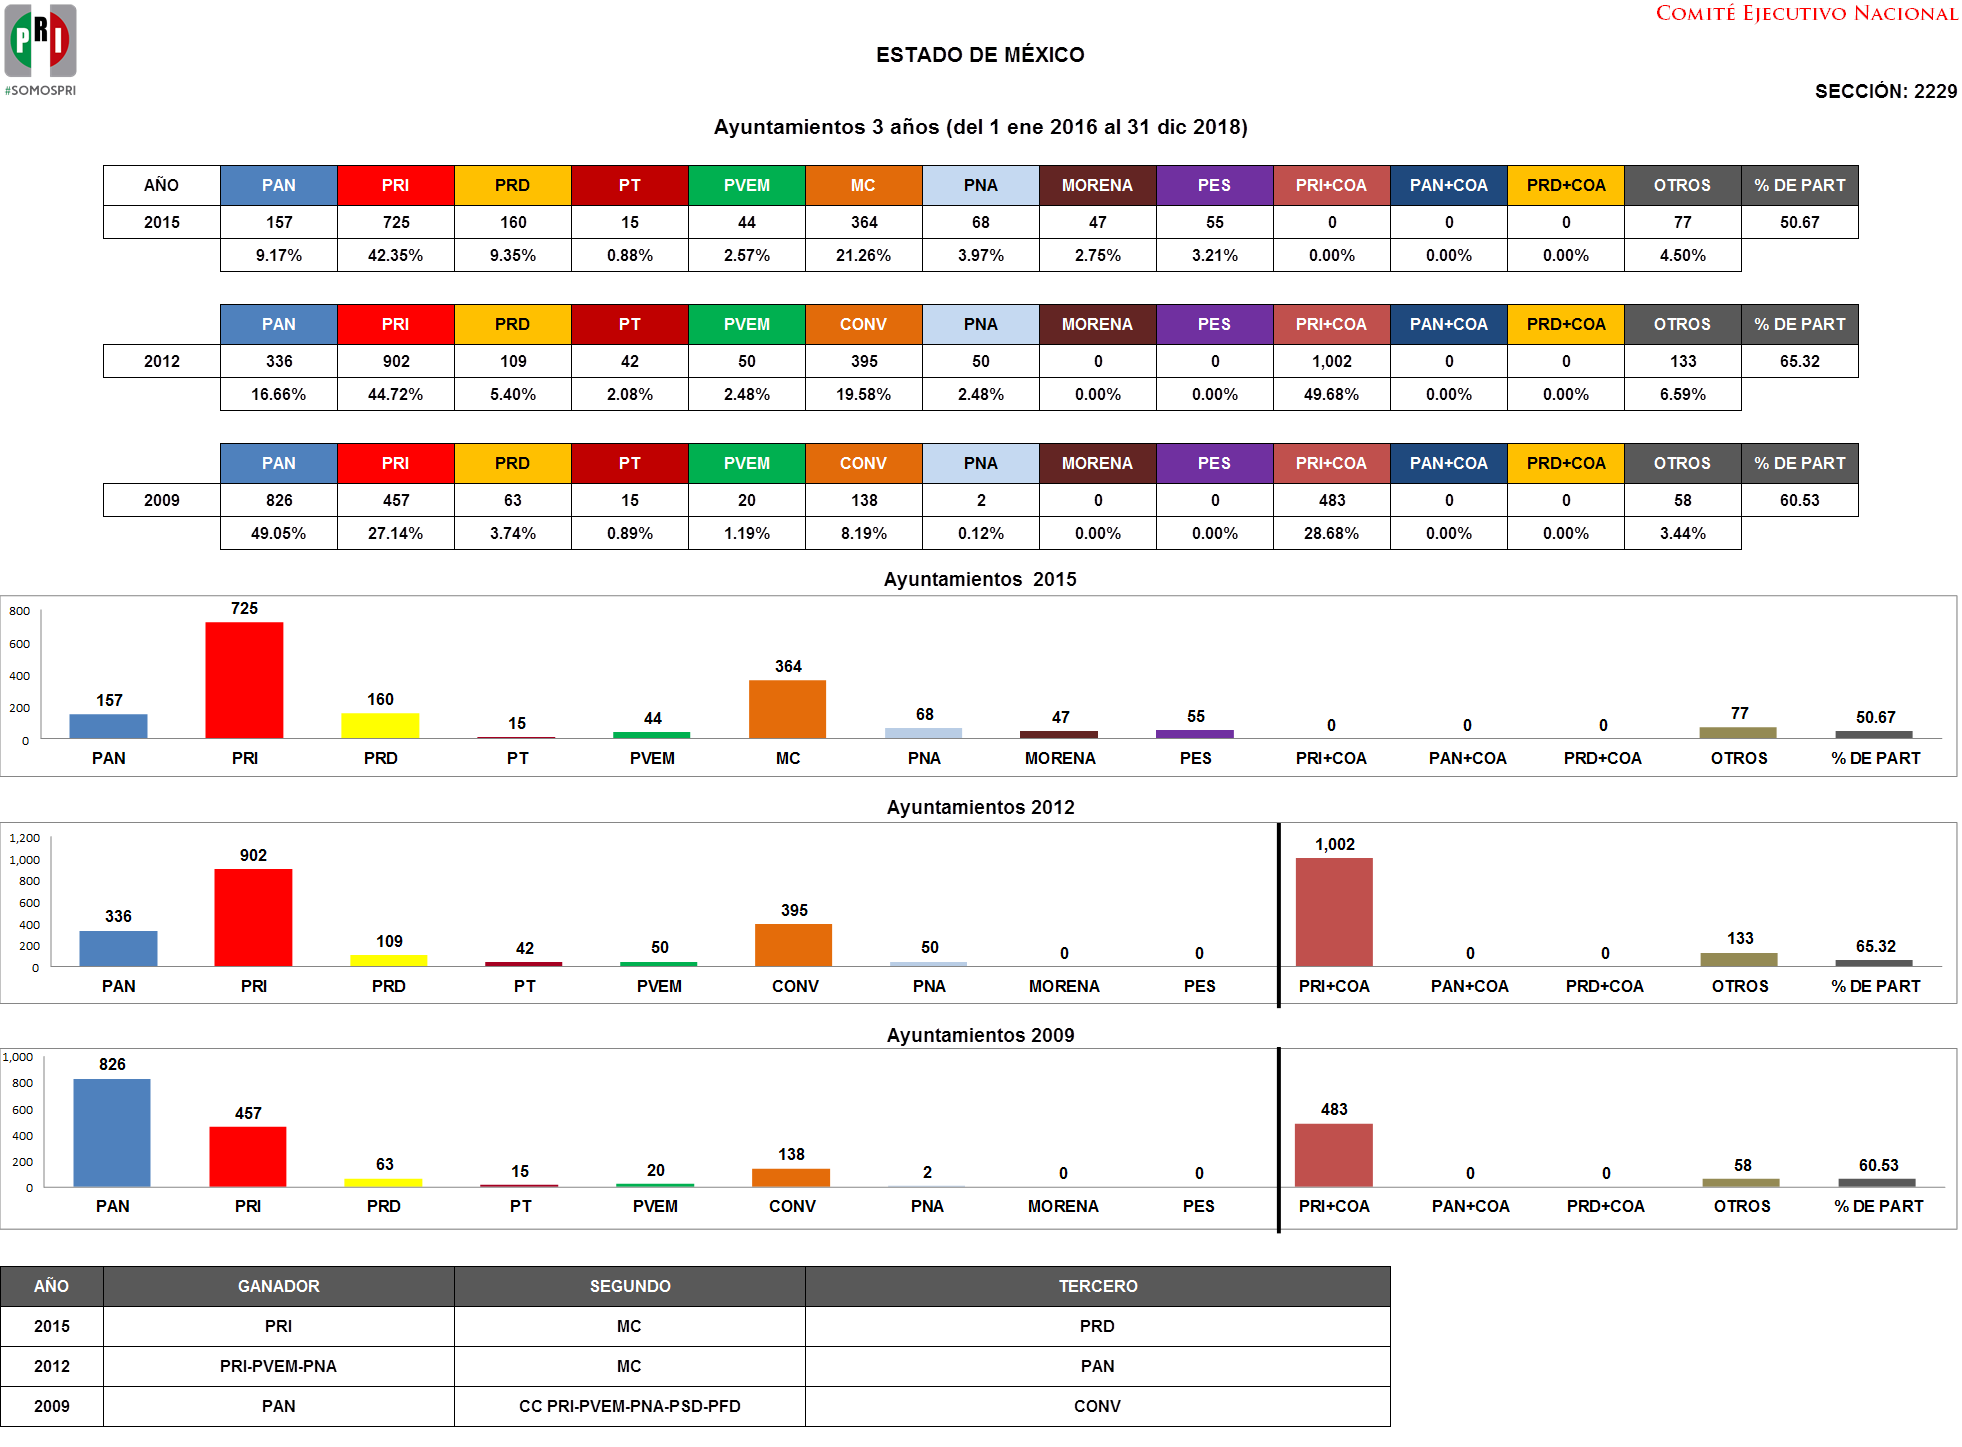 PRI
#SOMOSPRI
COMITÉ EJECUTIVO NACIONAL
ESTADO DE MÉXICO
SECCIÓN: 2229
Ayuntamientos 3 años (del 1 ene 2016 al 31 dic 2018)
AÑO PAN PRI PRD PT PVEM MC PNA MORENA PES PRI+COA PAN+COA PRD+COA OTROS % DE PART
2015 157 725 160 15 44 364 68 47 55 0 0 0 77 50.67
9.17% 42.35% 9.35% 0.88% 2.57% 21.26% 3.97% 2.75% 3.21% 0.00% 0.00% 0.00% 4.50%
PAN PRI PRD PT PVEM CONV PNA MORENA PES PRI+COA PAN+COA PRD+COA OTROS % DE PART
2012 336 902 109 42 50 395 50 0 0 1,002 0 0 133 65.32
16.66% 44.72% 5.40% 2.08% 2.48% 19.58% 2.48% 0.00% 0.00% 49.68% 0.00% 0.00% 6.59%
PAN PRI PRD PT PVEM CONV PNA MORENA PES PRI+COA PAN+COA PRD+COA OTROS % DE PART
2009 826 457 63 15 20 138 2 0 0 483 0 0 58 60.53
49.05% 27.14% 3.74% 0.89% 1.19% 8.19% 0.12% 0.00% 0.00% 28.68% 0.00% 0.00% 3.44%
Ayuntamientos 2015
800
600
400
200
0
157 725 160 15 44 364 68 47 55 0 0 0 77 50.67
PAN PRI PRD PT PVEM MC PNA MORENA PES PRI+COA PAN+COA PRD+COA OTROS % DE PART
Ayuntamientos 2012
1,200
1,000
800
600
400
200
0
336 902 109 42 50 395 50 0 0 1,002 0 0 133 65.32
PAN PRI PRD PT PVEM CONV PNA MORENA PES PRI+COA PAN+COA PRD+COA OTROS % DE PART
Ayuntamientos 2009
1,000
800
600
400
200
0
826 457 63 15 20 138 2 0 0 483 0 0 58 60.53
PAN PRI PRD PT PVEM CONV PNA MORENA PES PRI+COA PAN+COA PRD+COA OTROS % DE PART
AÑO GANADOR SEGUNDO TERCERO
2015 PRI MC PRD
2012 PRI-PVEM-PNA MC PAN
2009 PAN CC PRI-PVEM-PNA-PSD-PFD CONV